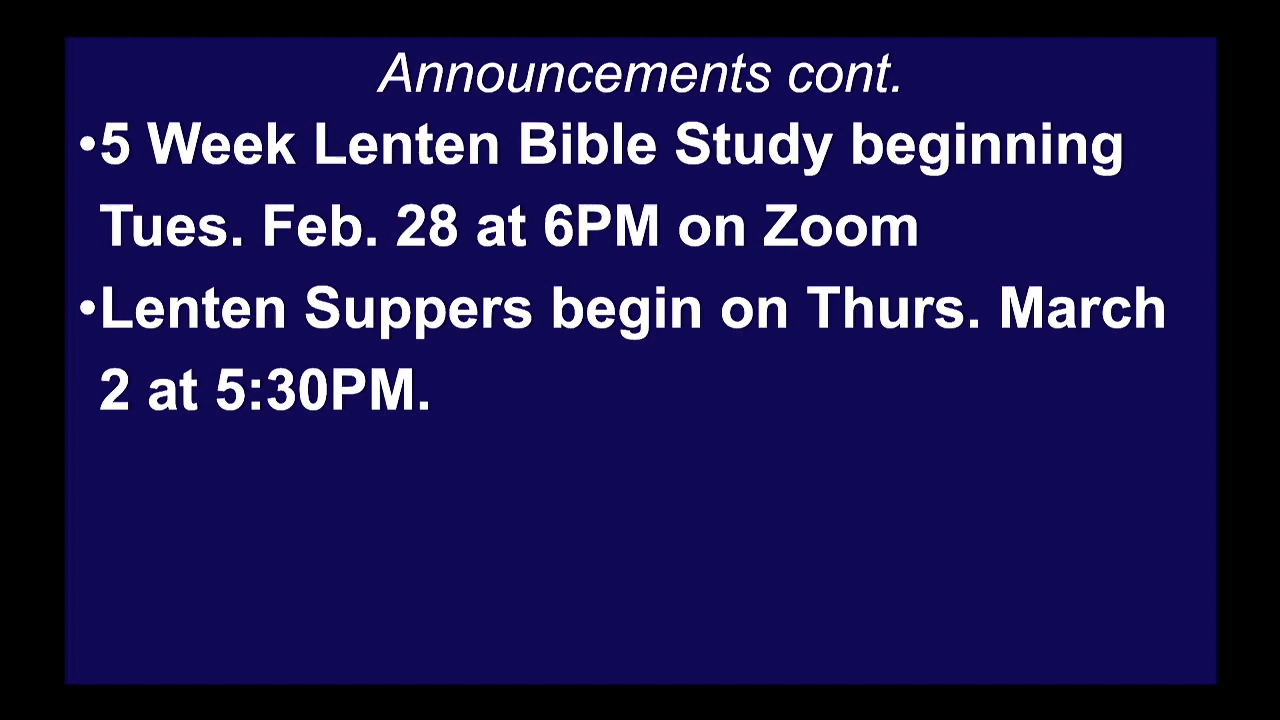 Announcements cont.
•5 Week Lenten Bible Study beginning
Tues. Feb. 28 at 6PM on Zoom
•Lenten Suppers begin on Thurs. March
2 at 5:30PM.